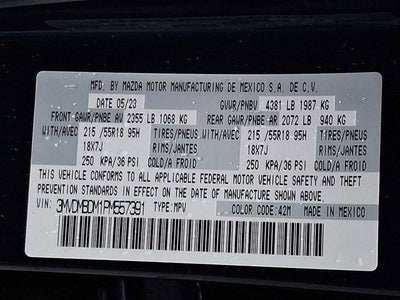 MFD. BY MAZDA MOTOR MANUFACTURING DE MEXICO S.A. DE C.V.
DATE 05/23 GVWR/PNBV 4381 LB 1987 KG
FRONT GAWR/PNBE AV 2355 LB 1068 KG REAR GAWR/PNBE AR 2072 LB 940 KG
WITH/AVEC 215 /55R18 95H TIRES/PNEUS WITH/AVEC 215 /55R18 95H TIRES/PNEUS
18X7J RIMS/JANTES 18X7J RIMS/JANTES
250 KPA/36 PSI COLD/A FROID 250 KPA/36 PSI COLD/A FROID
THIS VEHICLE CONFORMS TO ALL APPLICABLE FEDERAL MOTOR VEHICLE SAFETY AND THEFT
PREVENTION STANDARDS IN EFFECT ON THE DATE OF MANUFACTURE SHOWN ABOVE.
VIN: 3MVDMBDM1PM557391 TYPE:MPV COLOR CODE:42M MADE IN MEXICO